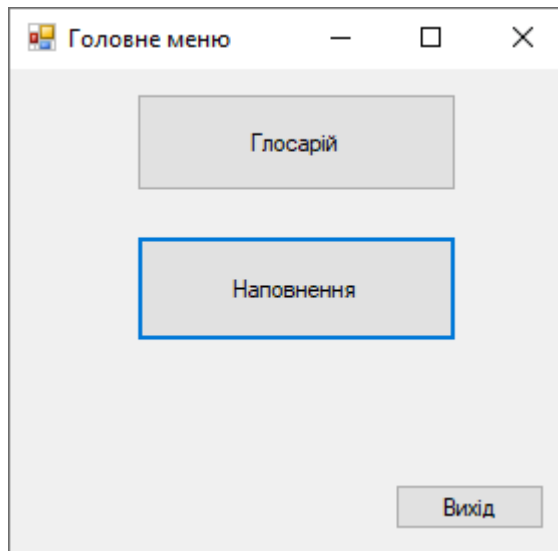 Головне меню
Глосарій
Наповнення
Вихід